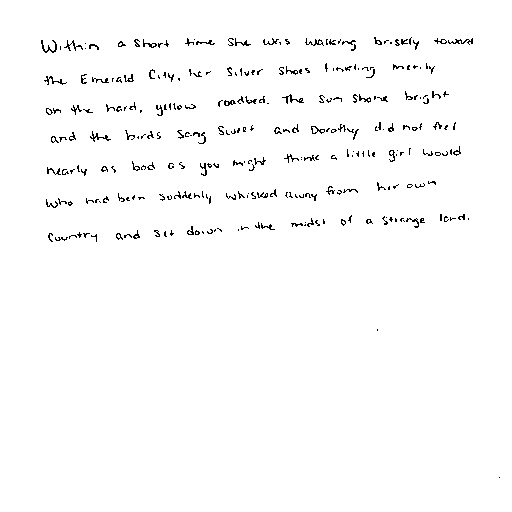 Within a short time she was walking briskly toward
the Emerald City, her Silver Shoes tinkling merrily
on the hard, yellow roadbed. The sun shone bright
and the birds sang sweet and Dorothy did not feel
nearly as bad as you might think a little girl would
who had been suddenly whisked away from her own
country and set down in the midst of a strange land.